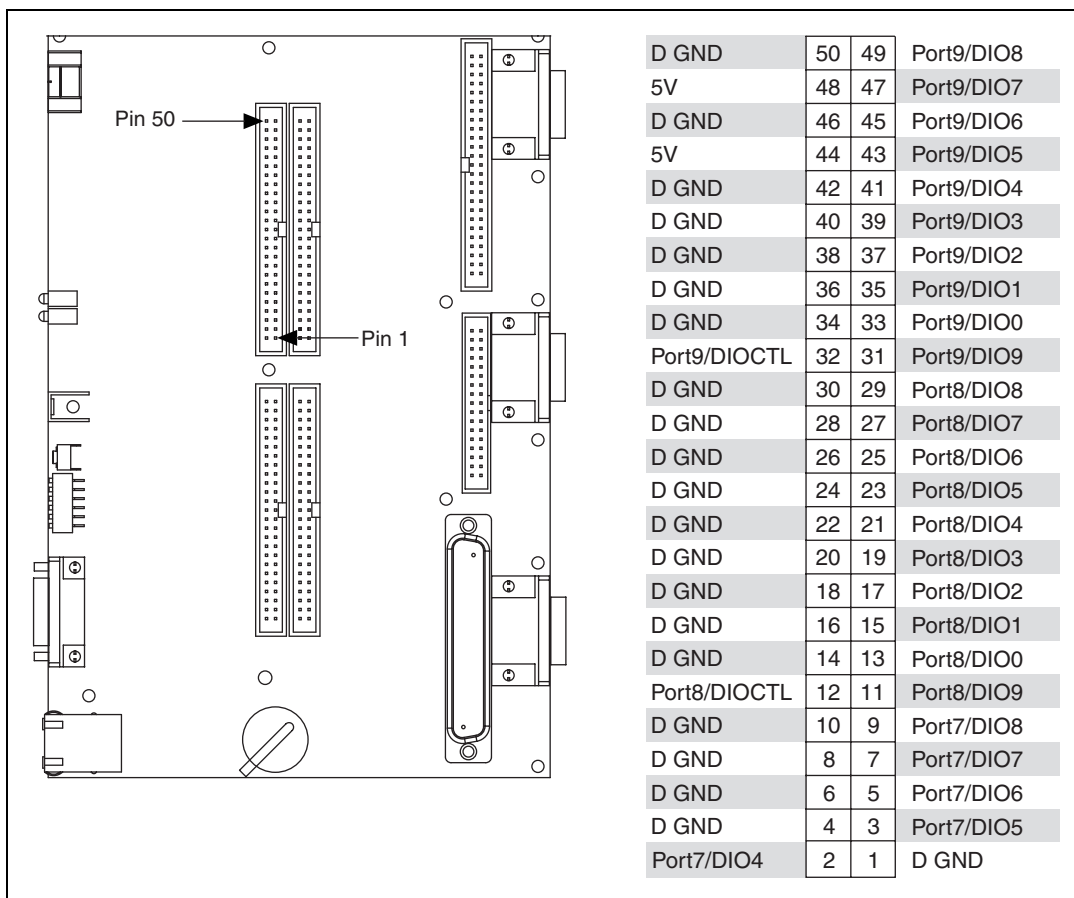 Pin 50
Pin 1
D GND 50 49 Port9/DIO8
5V 48 47 Port9/DIO7
D GND 46 45 Port9/DIO6
5V 44 43 Port9/DIO5
D GND 42 41 Port9/DIO4
D GND 40 39 Port9/DIO3
D GND 38 37 Port9/DIO2
D GND 36 35 Port9/DIO1
D GND 34 33 Port9/DIO0
Port9/DIOCTL 32 31 Port9/DIO9
D GND 30 29 Port8/DIO8
D GND 28 27 Port8/DIO7
D GND 26 25 Port8/DIO6
D GND 24 23 Port8/DIO5
D GND 22 21 Port8/DIO4
D GND 20 19 Port8/DIO3
D GND 18 17 Port8/DIO2
D GND 16 15 Port8/DIO1
D GND 14 13 Port8/DIO0
Port8/DIOCTL 12 11 Port8/DIO9
D GND 10 9 Port7/DIO8
D GND 8 7 Port7/DIO7
D GND 6 5 Port7/DIO6
D GND 4 3 Port7/DIO5
Port7/DIO4 2 1 D GND